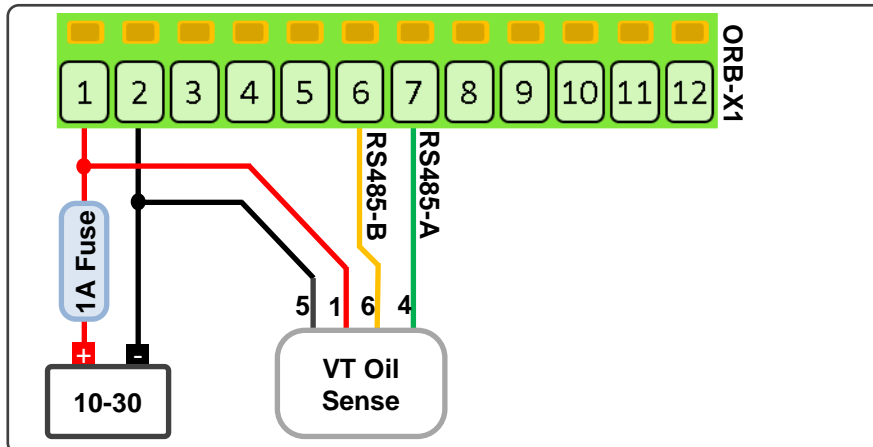 1 2 3 4 5 6 7 8 9 10 11 12
ORB-X1
RS485-B
RS485-A
1A Fuse
5 1 6 4
+ -
10-30
VT Oil
Sense